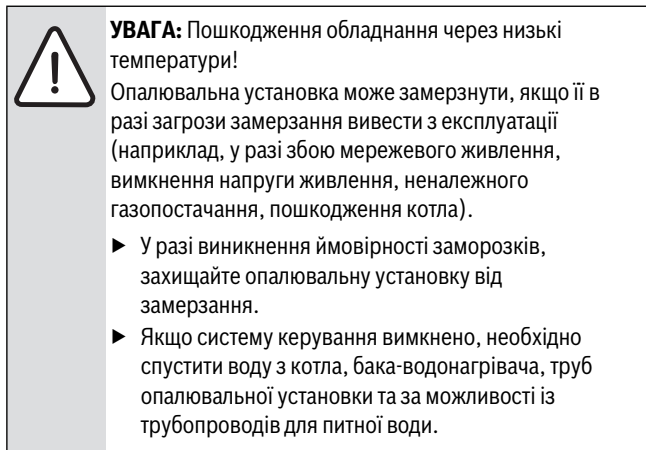 УВАГА: Пошкодження обладнання через низькі
температури!
Опалювальна установка може замерзнути, якщо її в
разі загрози замерзання вивести з експлуатації
(наприклад, у разі збою мережевого живлення,
вимкнення напруги живлення, неналежного
газопостачання, пошкодження котла).
▶ У разі виникнення ймовірності заморозків,
захищайте опалювальну установку від
замерзання.
▶ Якщо систему керування вимкнено, необхідно
спустити воду з котла, бака-водонагрівача, труб
опалювальної установки та за можливості із
трубопроводів для питної води.